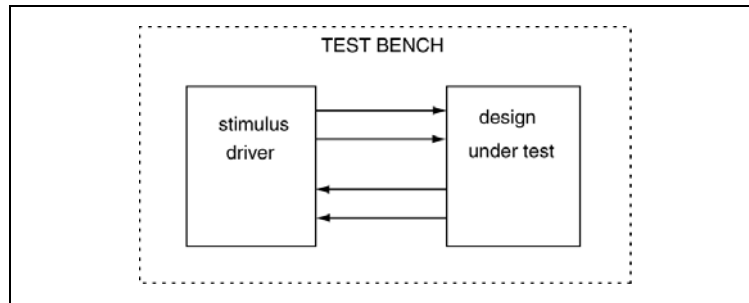 TEST BENCH
stimulus
driver
design
under test